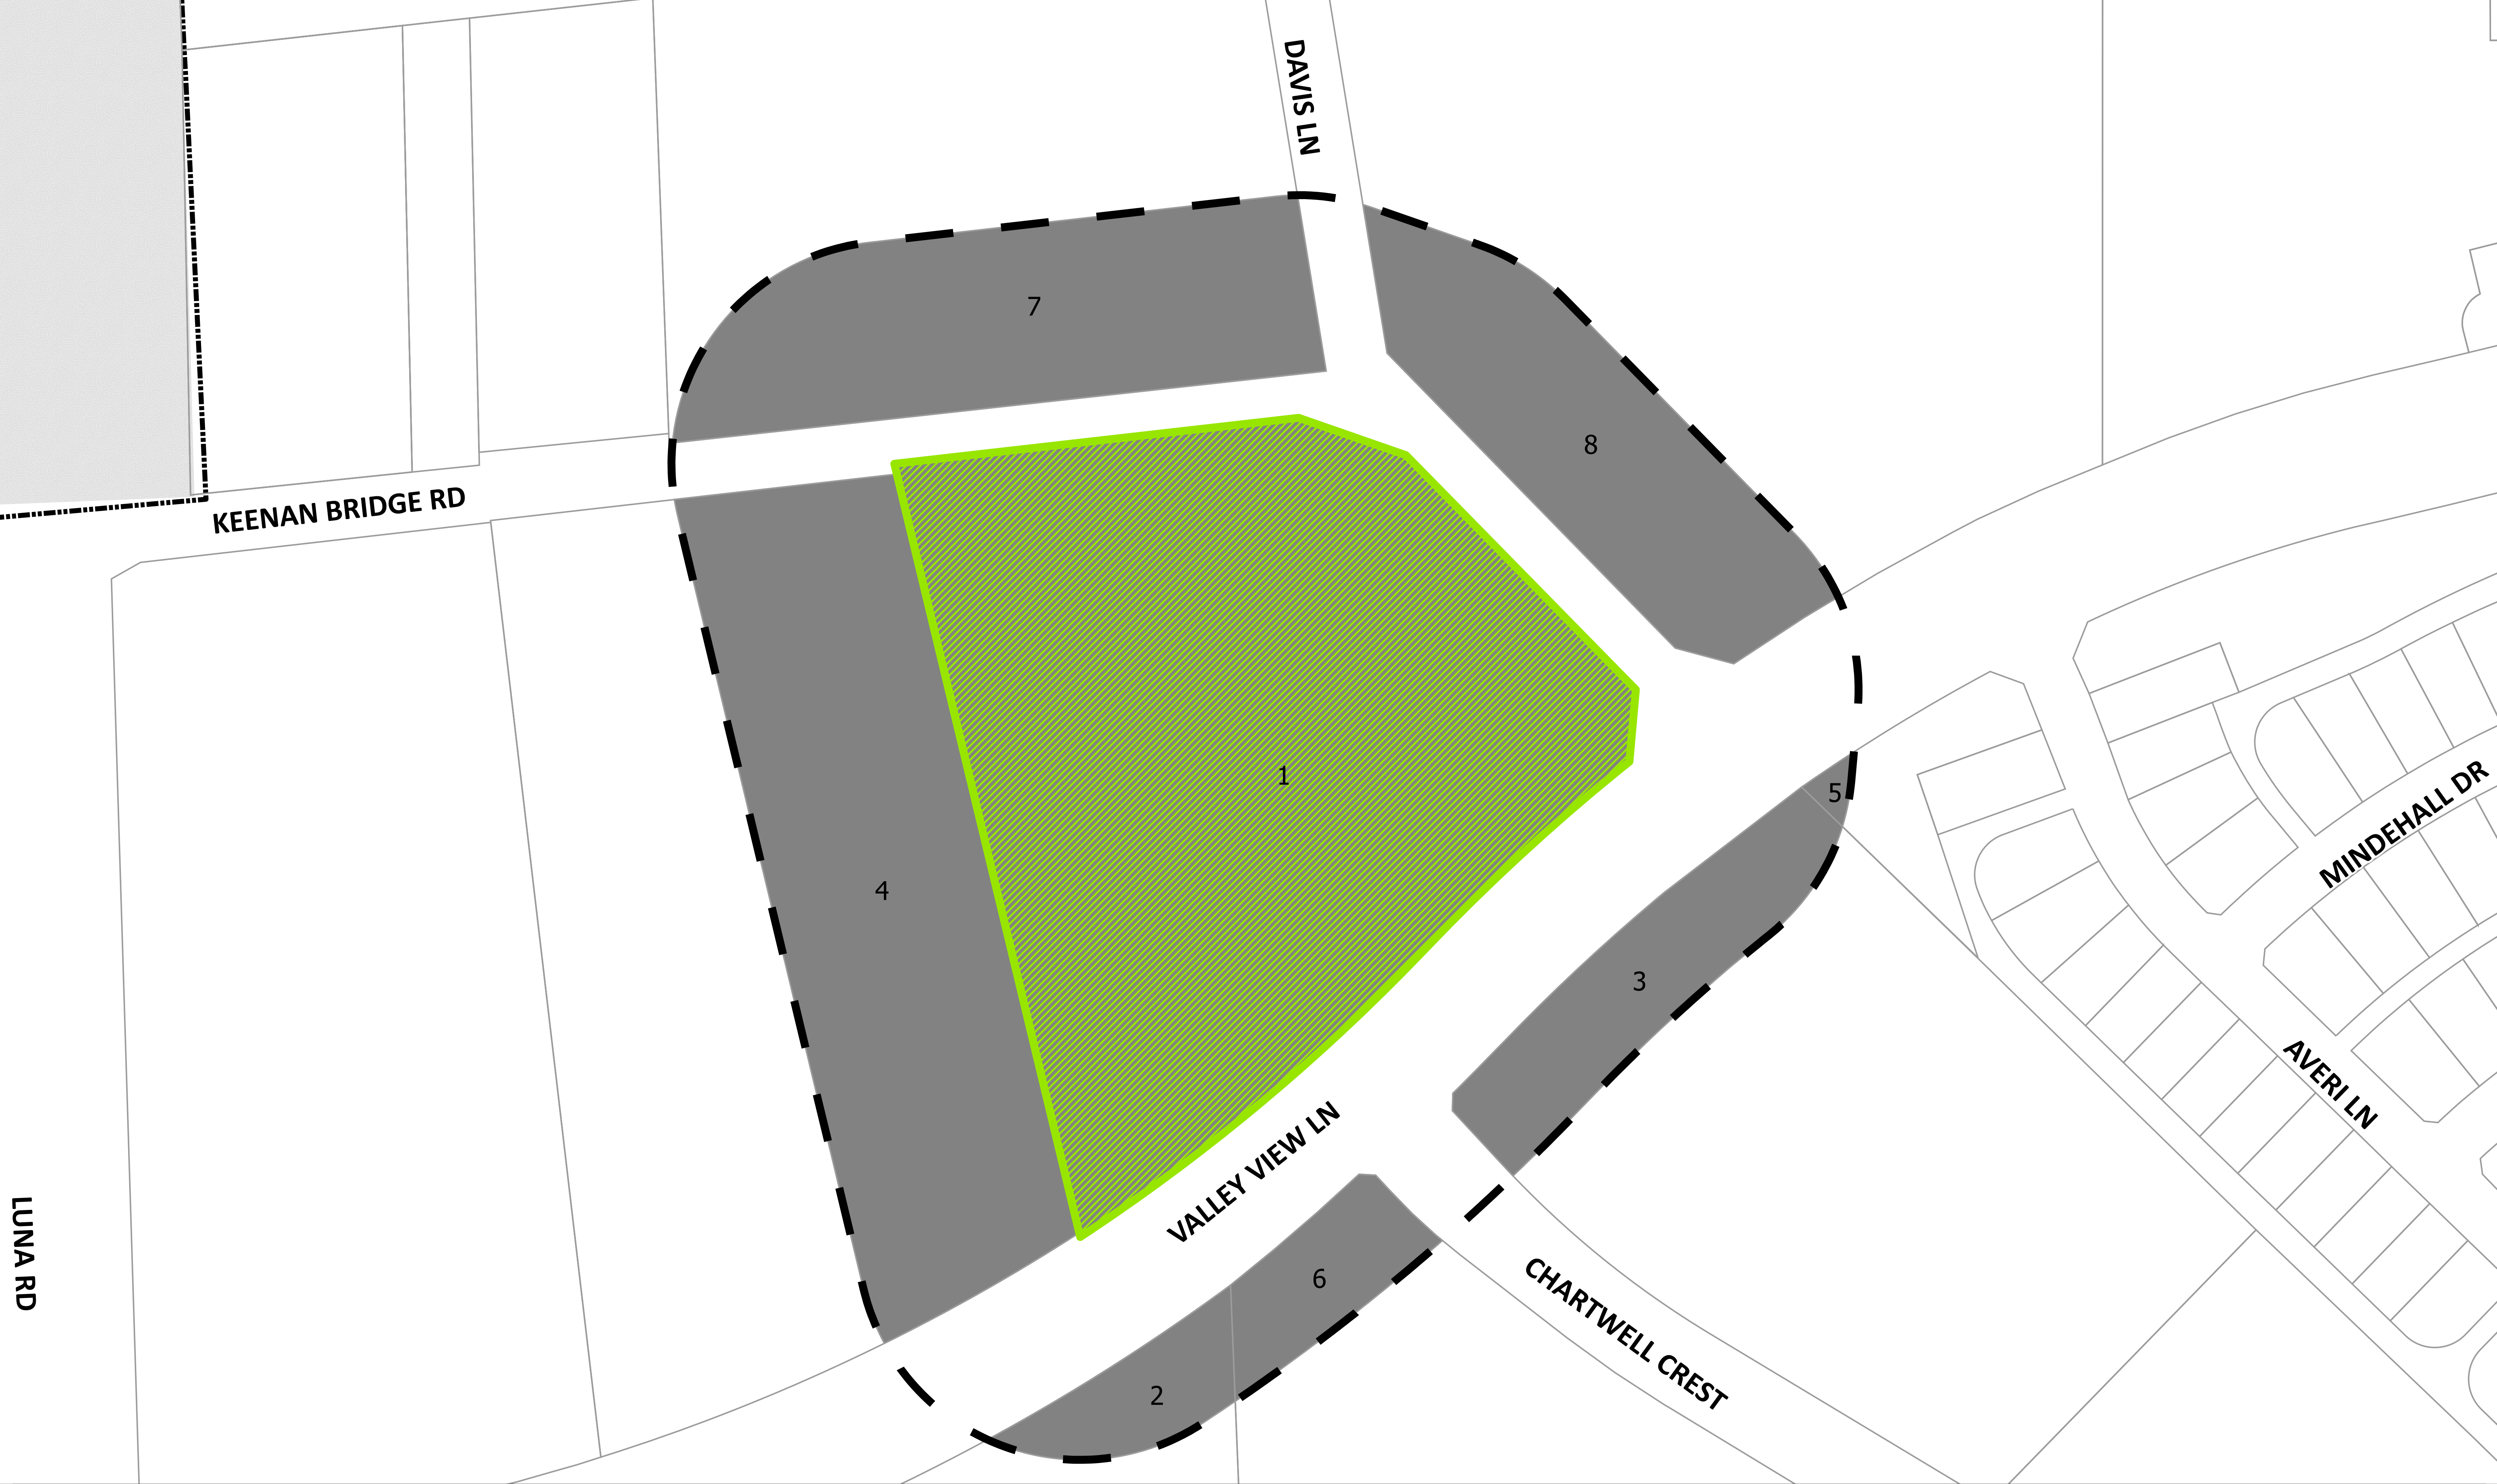 DAVIS LN
7
8
KEENAN BRIDGE RD
1
5
MINDEHALL DR
4
3
AVERI LN
VALLEY VIEW LN
LUNA RD
6
CHARTWELL CREST
2